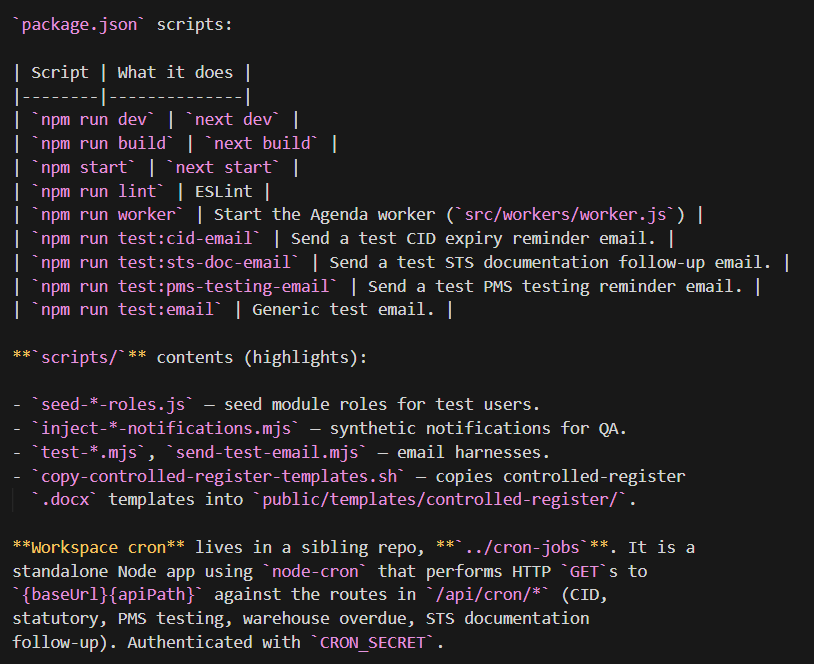 `package.json` scripts:
| Script | What it does |
|--------|--------------|
| `npm run dev` | `next dev` |
| `npm run build` | `next build` |
| `npm start` | `next start` |
| `npm run lint` | ESLint |
| `npm run worker` | Start the Agenda worker (`src/workers/worker.js`) |
| `npm run test:cid-email` | Send a test CID expiry reminder email. |
| `npm run test:sts-doc-email` | Send a test STS documentation follow-up email. |
| `npm run test:pms-testing-email` | Send a test PMS testing reminder email. |
| `npm run test:email` | Generic test email. |
**`scripts/`** contents (highlights):
- `seed-*-roles.js` — seed module roles for test users.
- `inject-*-notifications.mjs` — synthetic notifications for QA.
- `test-*.mjs`, `send-test-email.mjs` — email harnesses.
- `copy-controlled-register-templates.sh` — copies controlled-register
  `.docx` templates into `public/templates/controlled-register/`.
**Workspace cron** lives in a sibling repo, **`../cron-jobs`**. It is a
standalone Node app using `node-cron` that performs HTTP `GET`s to
`{baseUrl}{apiPath}` against the routes in `/api/cron/*` (CID,
statutory, PMS testing, warehouse overdue, STS documentation
follow-up). Authenticated with `CRON_SECRET`.